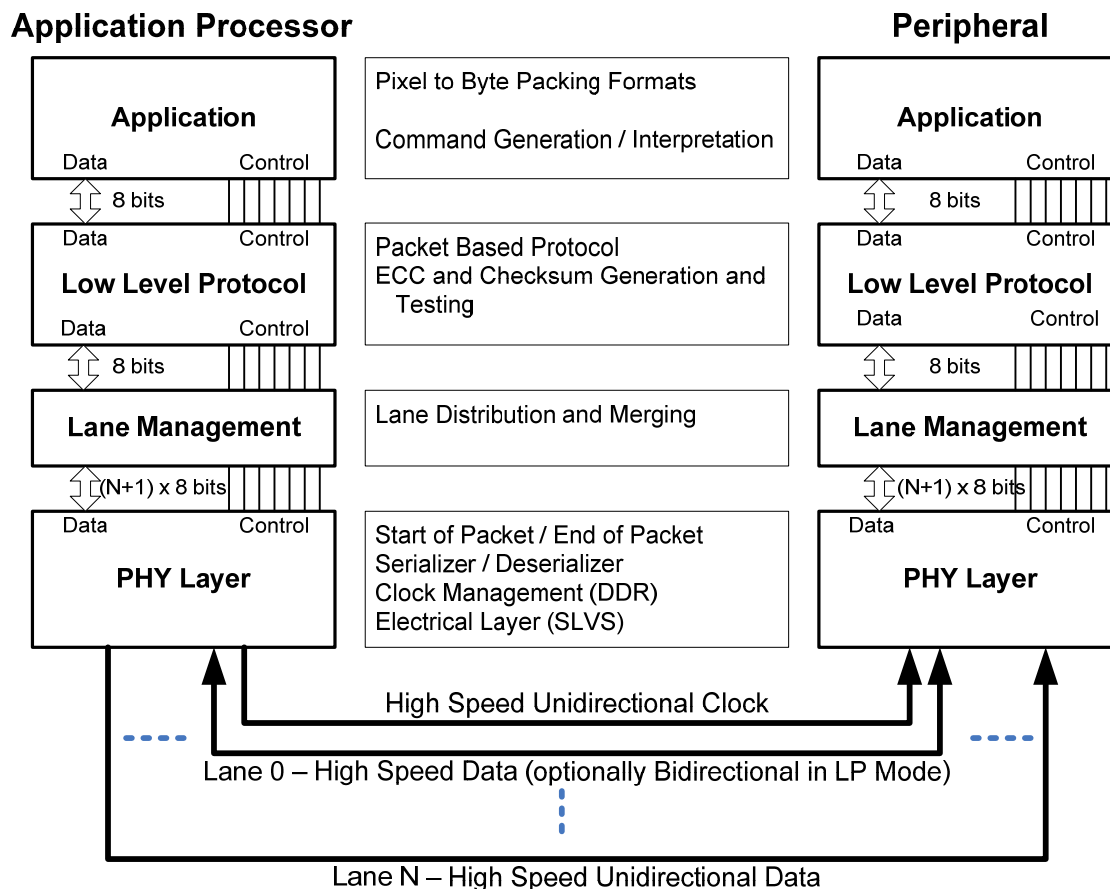 Application Processor
Peripheral
Application
Data
Control
8 bits
Data
Control
Low Level Protocol
Data
Control
8 bits
Lane Management
(N+1) x 8 bits
Data
Control
PHY Layer
Pixel to Byte Packing Formats
Command Generation / Interpretation
Packet Based Protocol
ECC and Checksum Generation and
Testing
Lane Distribution and Merging
Start of Packet / End of Packet
Serializer / Deserializer
Clock Management (DDR)
Electrical Layer (SLVS)
Application
Data
Control
8 bits
Data
Control
Low Level Protocol
Data
Control
8 bits
Lane Management
(N+1) x 8 bits
Data
Control
PHY Layer
High Speed Unidirectional Clock
Lane 0 – High Speed Data (optionally Bidirectional in LP Mode)
Lane N – High Speed Unidirectional Data